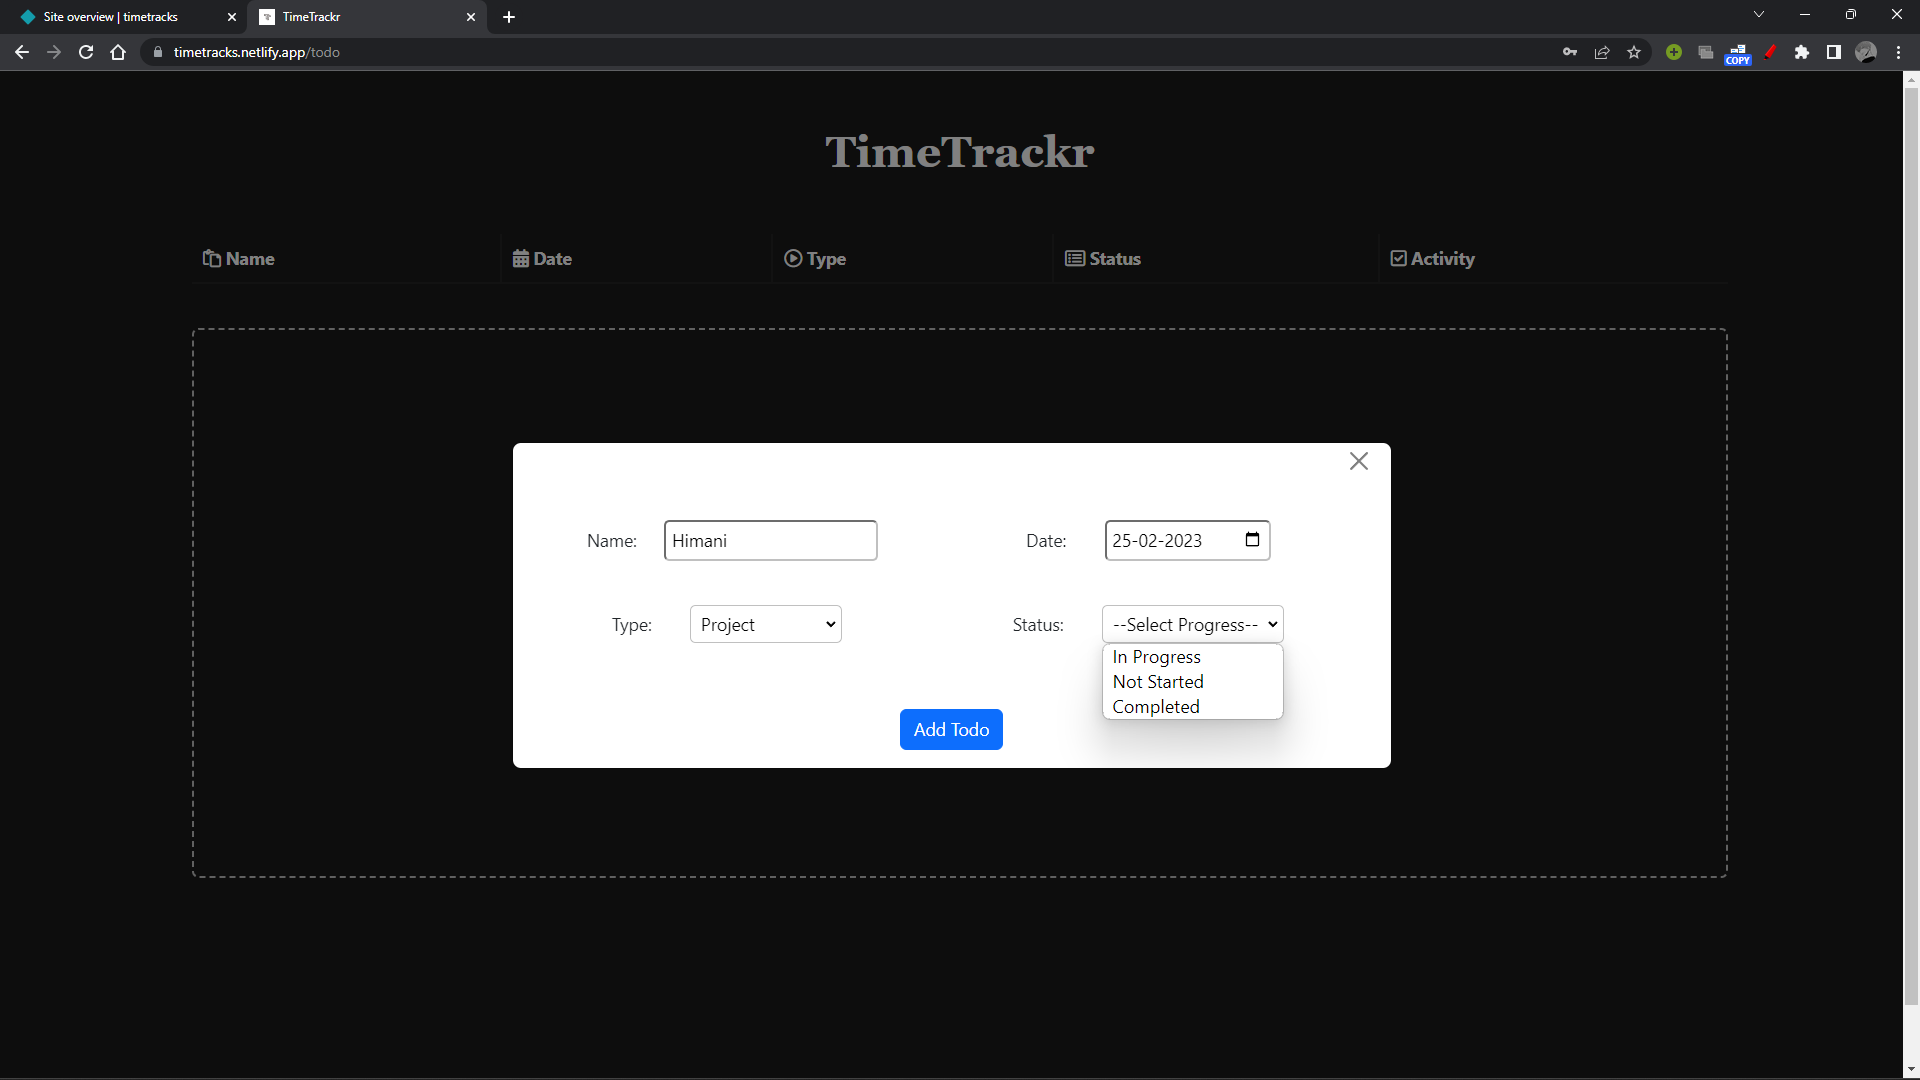 Site overview | timetracks
TimeTrackr
timetracks.netlify.app/todo
COPY
TimeTrackr
Name Date Type Status Activity
Name: Himani Date: 25-02-2023
Type: Project Status: --Select Progress--
In Progress
Not Started
Completed
Add Todo